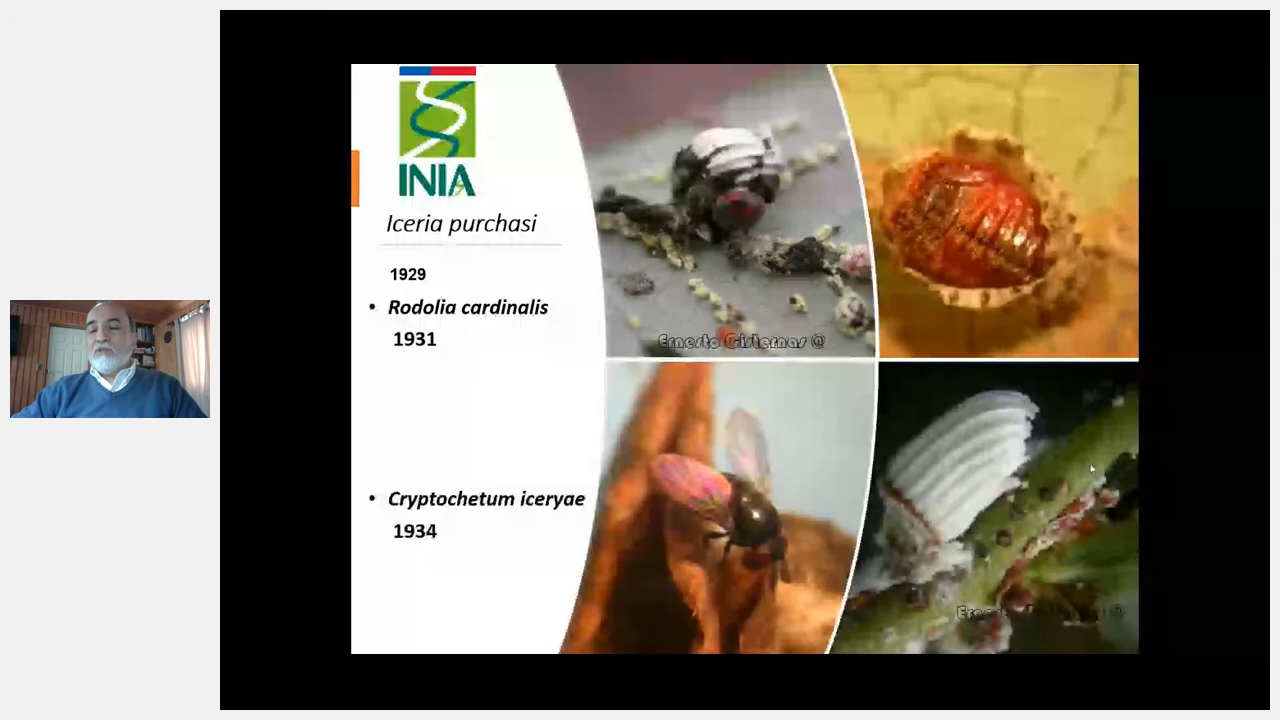 INIA
Iceria purchasi
1929
• Rodolia cardinalis
1931
• Cryptochetum iceryae
1934
Ernesto Cisternas @